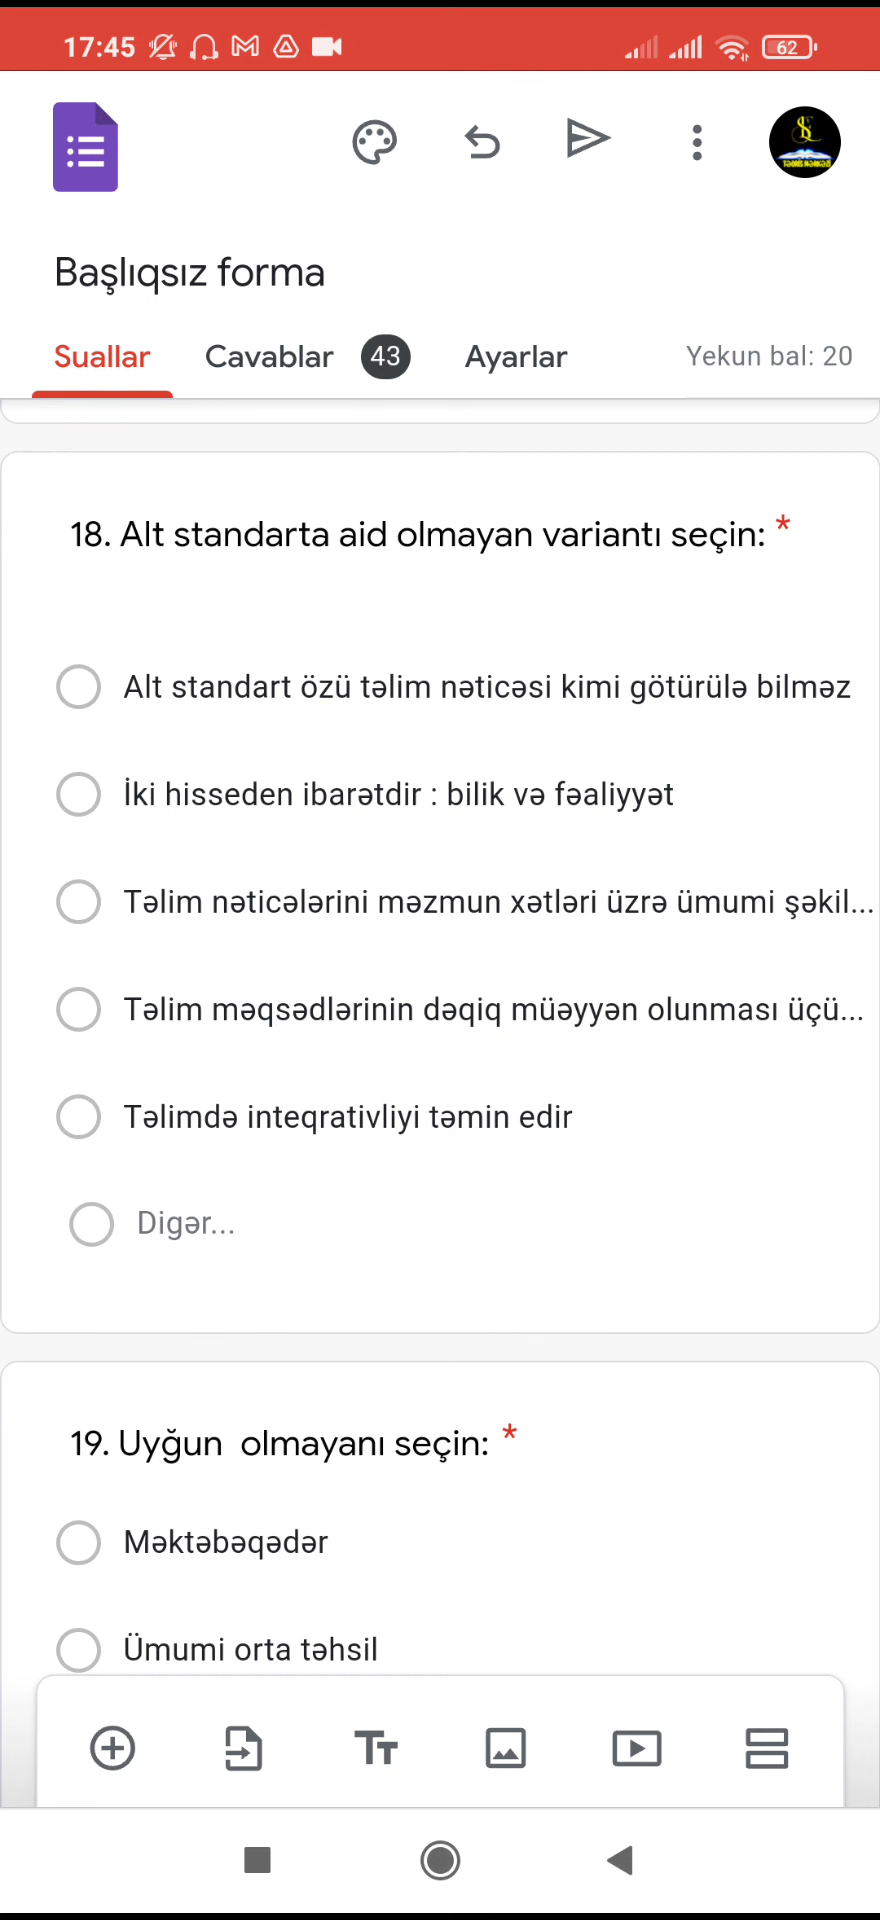 17:45
62
Başlıqsız forma
Suallar Cavablar 43 Ayarlar Yekun bal: 20
18. Alt standarta aid olmayan variantı seçin: *
Alt standart özü təlim nəticəsi kimi götürülə bilməz
İki hisseden ibarətdir : bilik və fəaliyyət
Təlim nəticələrini məzmun xətləri üzrə ümumi şəkil...
Təlim məqsədlərinin dəqiq müəyyən olunması üçü...
Təlimdə inteqrativliyi təmin edir
Digər...
19. Uyğun olmayanı seçin: *
Məktəbəqədər
Ümumi orta təhsil